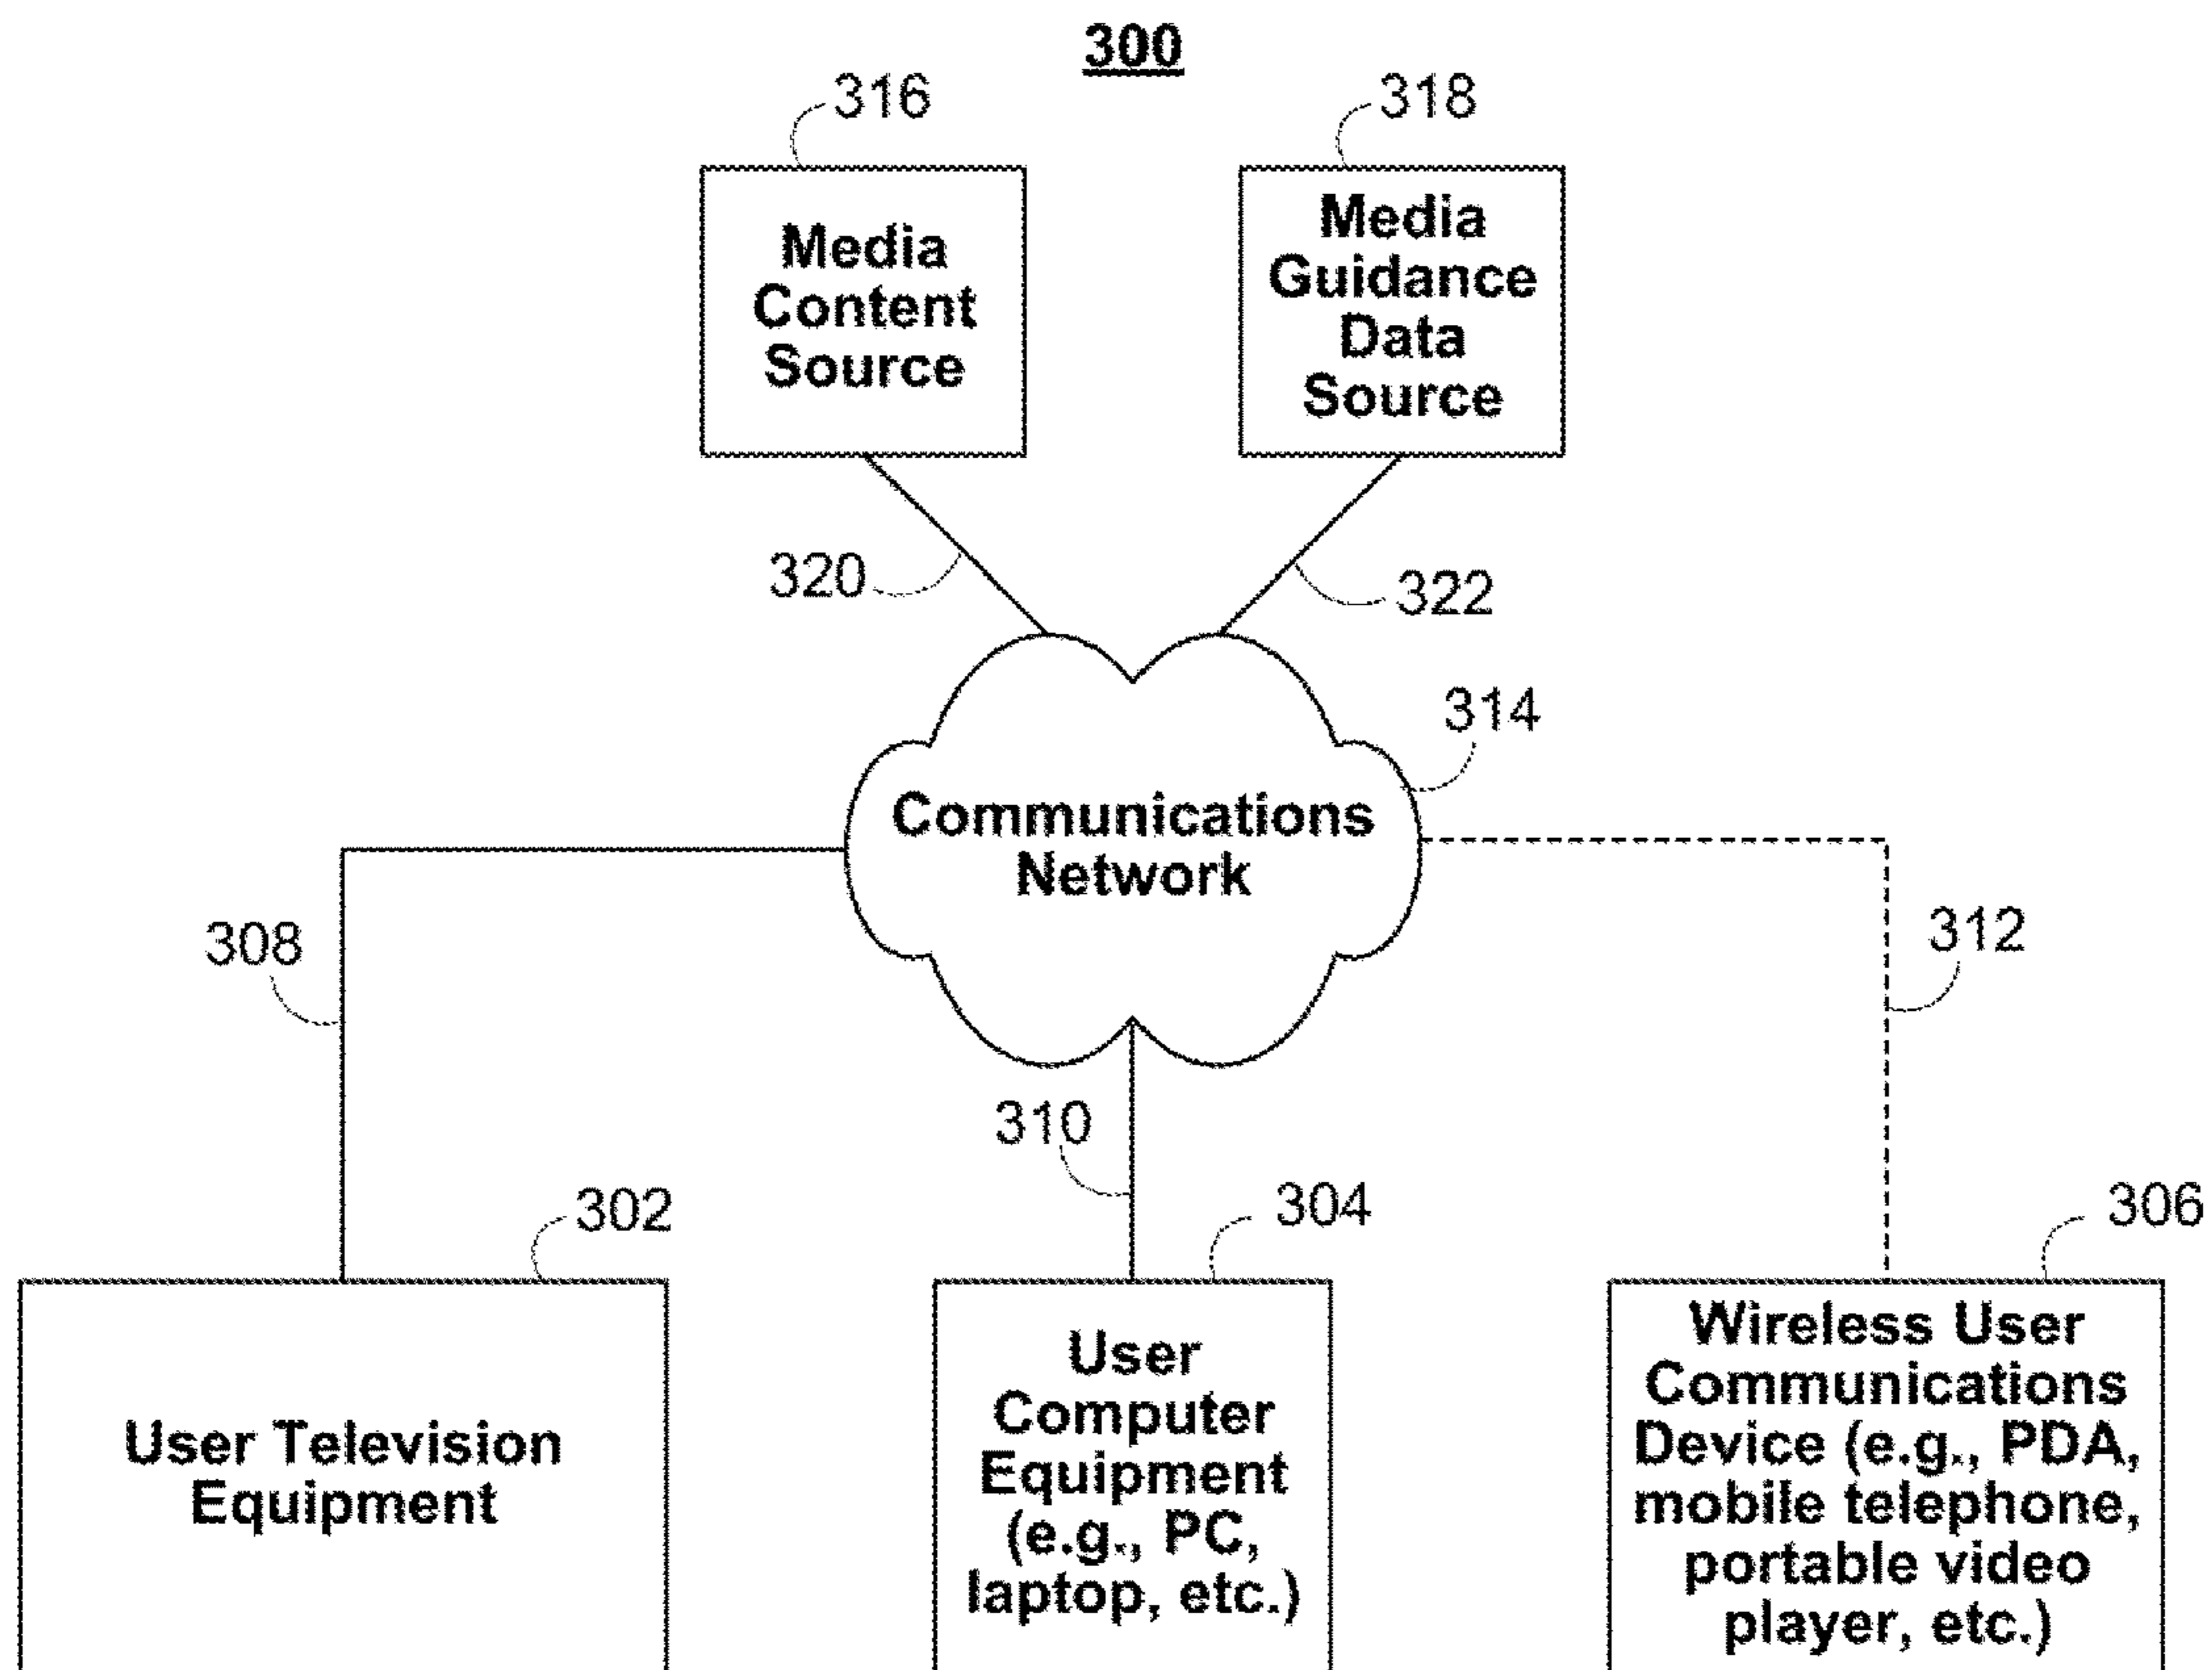 300
316
318
Media
Content
Source
Media
Guidance
Data
Source
320
322
314
Communications
Network
308
312
310
302
304
306
User Television
Equipment
User
Computer
Equipment
(e.g., PC,
laptop, etc.)
Wireless User
Communications
Device (e.g., PDA,
mobile telephone,
portable video
player, etc.)